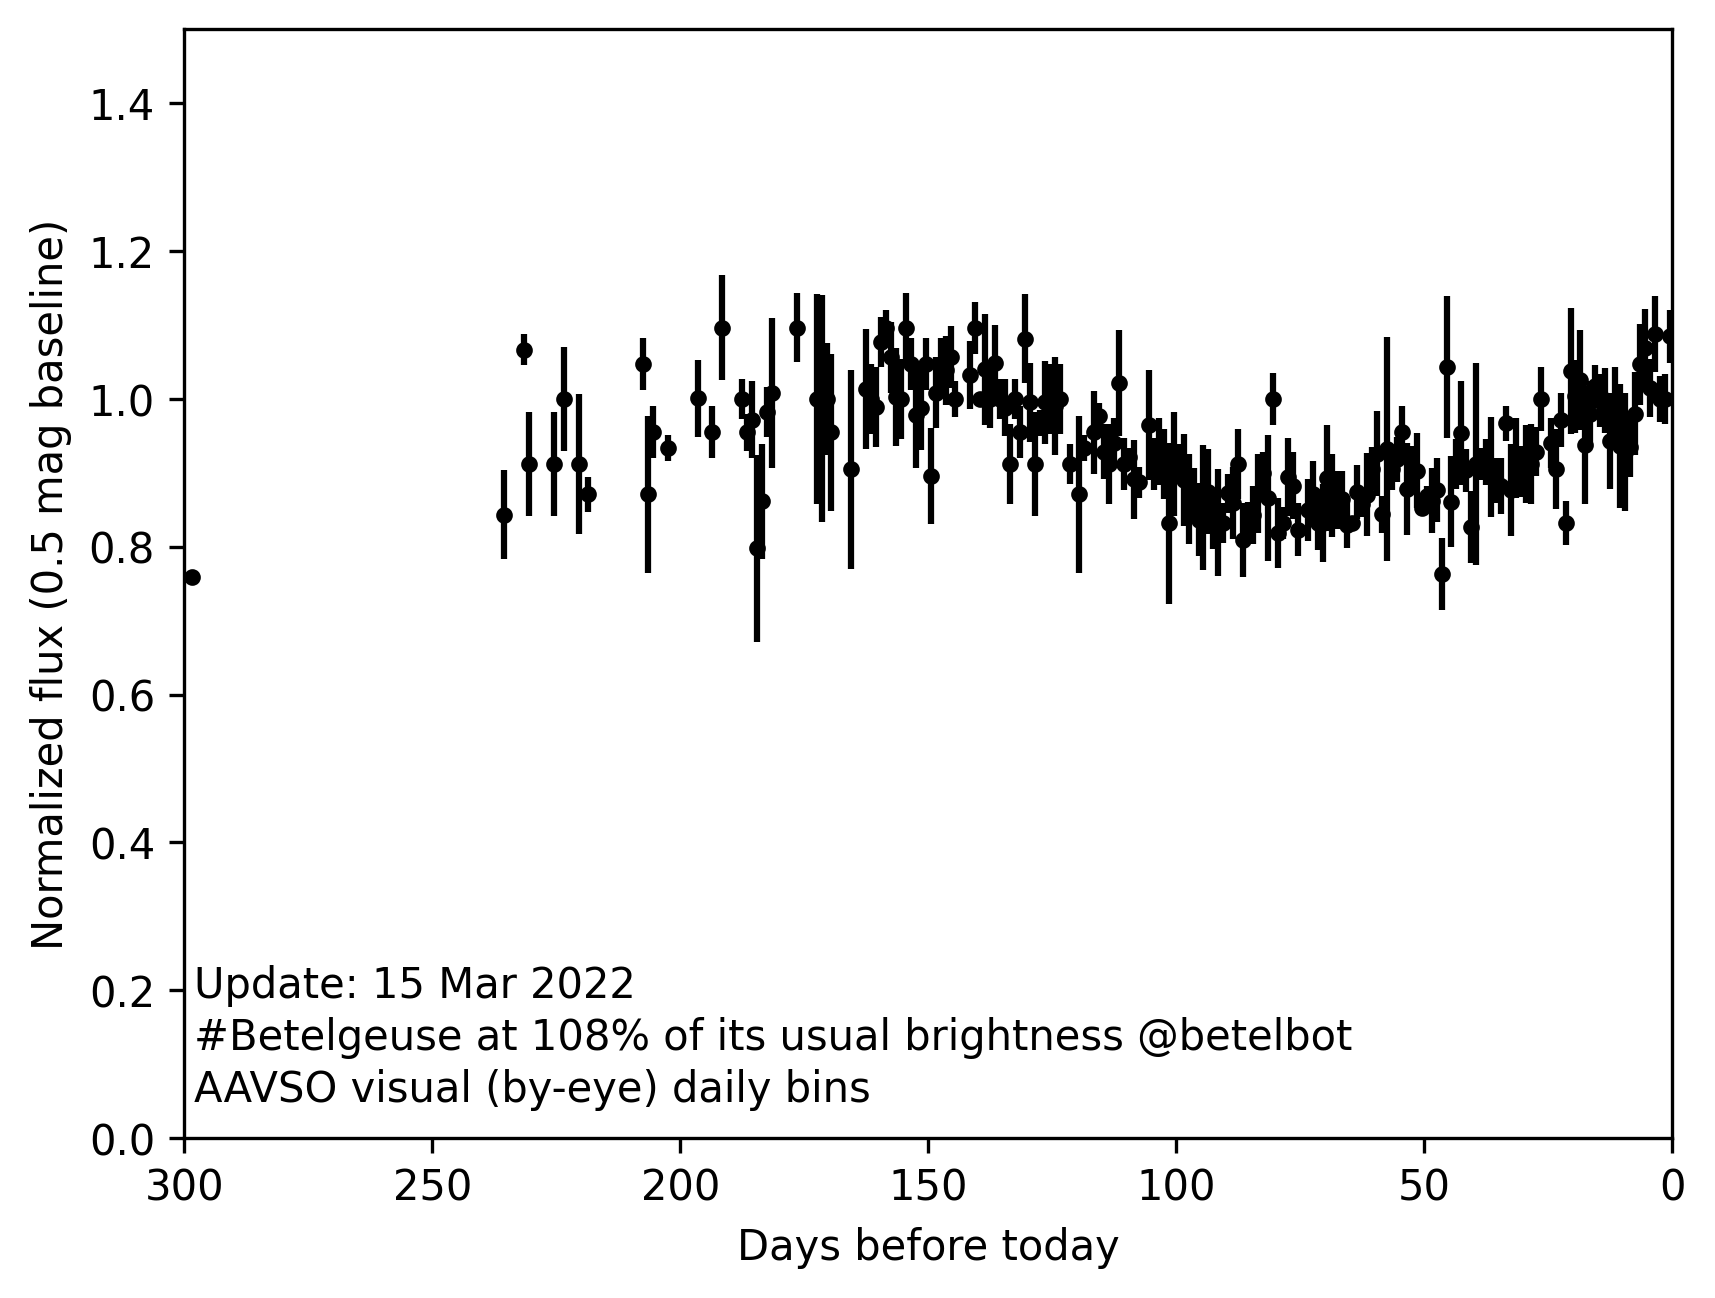 1.4
1.2
1.0
0.8
0.6
0.4
0.2
0.0
Normalized flux (0.5 mag baseline)
Update: 15 Mar 2022
#Betelgeuse at 108% of its usual brightness @betelbot
AAVSO visual (by-eye) daily bins
300 250 200 150 100 50 0
Days before today